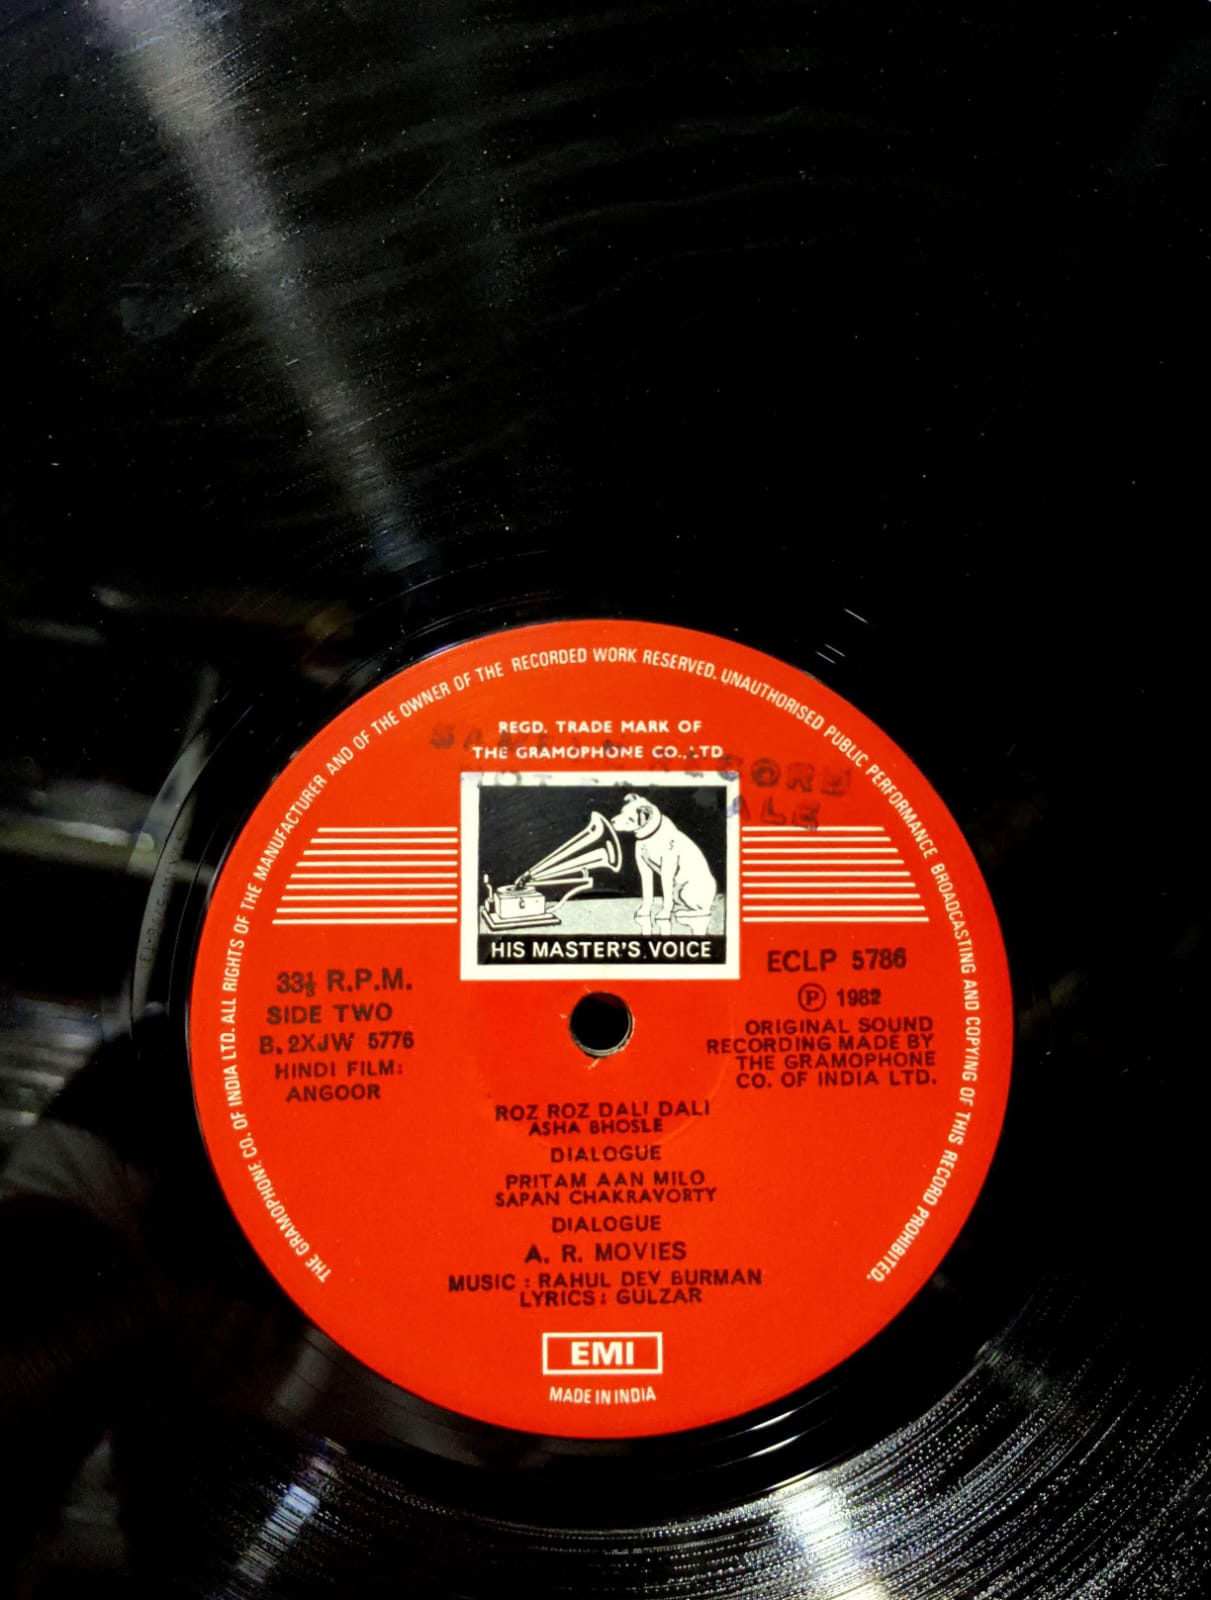 THE GRAMOPHONE CO. OF INDIA LTD. ALL RIGHTS OF THE MANUFACTURER AND OF THE OWNER OF THE RECORDED WORK RESERVED. UNAUTHORISED PUBLIC PERFORMANCE BROADCASTING AND COPYING OF THIS RECORD PROHIBITED.
REGD. TRADE MARK OF
THE GRAMOPHONE CO., LTD
RECORD
SALE
HIS MASTER'S VOICE
33⅓ R.P.M.
SIDE TWO
B. 2XJW 5776
HINDI FILM:
ANGOOR
ECLP 5786
Ⓟ 1982
ORIGINAL SOUND
RECORDING MADE BY
THE GRAMOPHONE
CO. OF INDIA LTD.
ROZ ROZ DALI DALI
ASHA BHOSLE
DIALOGUE
PRITAM AAN MILO
SAPAN CHAKRAVORTY
DIALOGUE
A. R. MOVIES
MUSIC : RAHUL DEV BURMAN
LYRICS : GULZAR
EMI
MADE IN INDIA